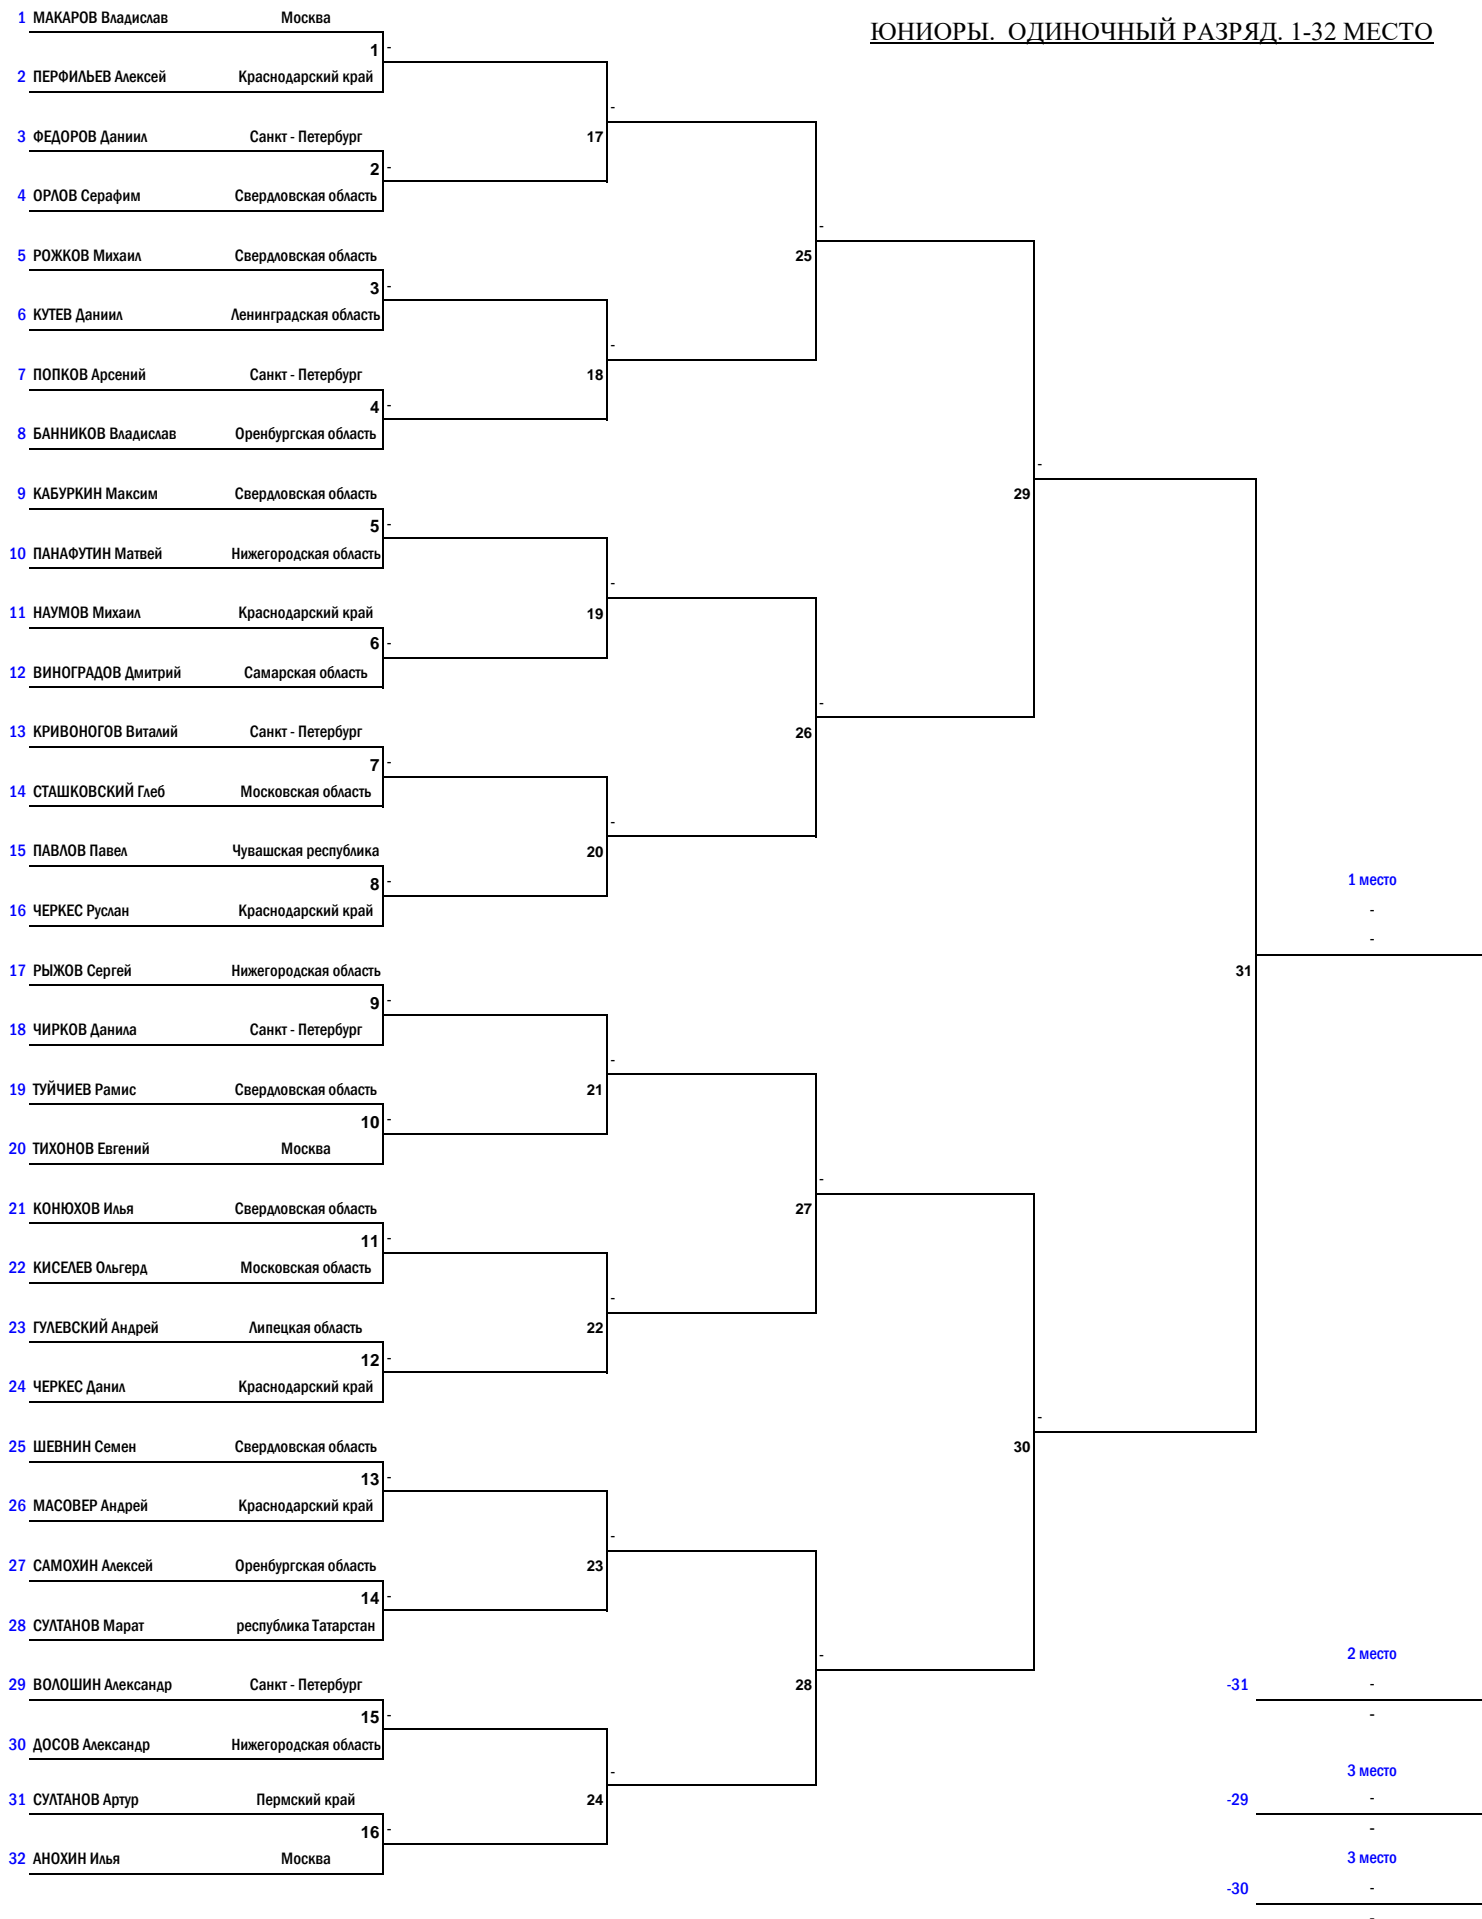 ЮНИОРЫ. ОДИНОЧНЫЙ РАЗРЯД. 1-32 МЕСТО
1 МАКАРОВ Владислав Москва
1 -
2 ПЕРФИЛЬЕВ Алексей Краснодарский край
-
3 ФЕДОРОВ Даниил Санкт - Петербург 17
2 -
4 ОРЛОВ Серафим Свердловская область
-
5 РОЖКОВ Михаил Свердловская область 25
3 -
6 КУТЕВ Даниил Ленинградская область
-
7 ПОПКОВ Арсений Санкт - Петербург 18
4 -
8 БАННИКОВ Владислав Оренбургская область
-
9 КАБУРКИН Максим Свердловская область 29
5 -
10 ПАНАФУТИН Матвей Нижегородская область
-
11 НАУМОВ Михаил Краснодарский край 19
6 -
12 ВИНОГРАДОВ Дмитрий Самарская область
-
13 КРИВОНОГОВ Виталий Санкт - Петербург 26
7 -
14 СТАШКОВСКИЙ Глеб Московская область
-
15 ПАВЛОВ Павел Чувашская республика 20
8 - 1 место
16 ЧЕРКЕС Руслан Краснодарский край -
-
17 РЫЖОВ Сергей Нижегородская область 31
9 -
18 ЧИРКОВ Данила Санкт - Петербург
-
19 ТУЙЧИЕВ Рамис Свердловская область 21
10 -
20 ТИХОНОВ Евгений Москва
-
21 КОНЮХОВ Илья Свердловская область 27
11 -
22 КИСЕЛЕВ Ольгерд Московская область
-
23 ГУЛЕВСКИЙ Андрей Липецкая область 22
12 -
24 ЧЕРКЕС Данил Краснодарский край
-
25 ШЕВНИН Семен Свердловская область 30
13 -
26 МАСОВЕР Андрей Краснодарский край
-
27 САМОХИН Алексей Оренбургская область 23
14 -
28 СУЛТАНОВ Марат республика Татарстан
- 2 место
29 ВОЛОШИН Александр Санкт - Петербург 28 -31 -
15 - -
30 ДОСОВ Александр Нижегородская область
- 3 место
31 СУЛТАНОВ Артур Пермский край 24 -29 -
16 - -
32 АНОХИН Илья Москва 3 место
-30 -
-